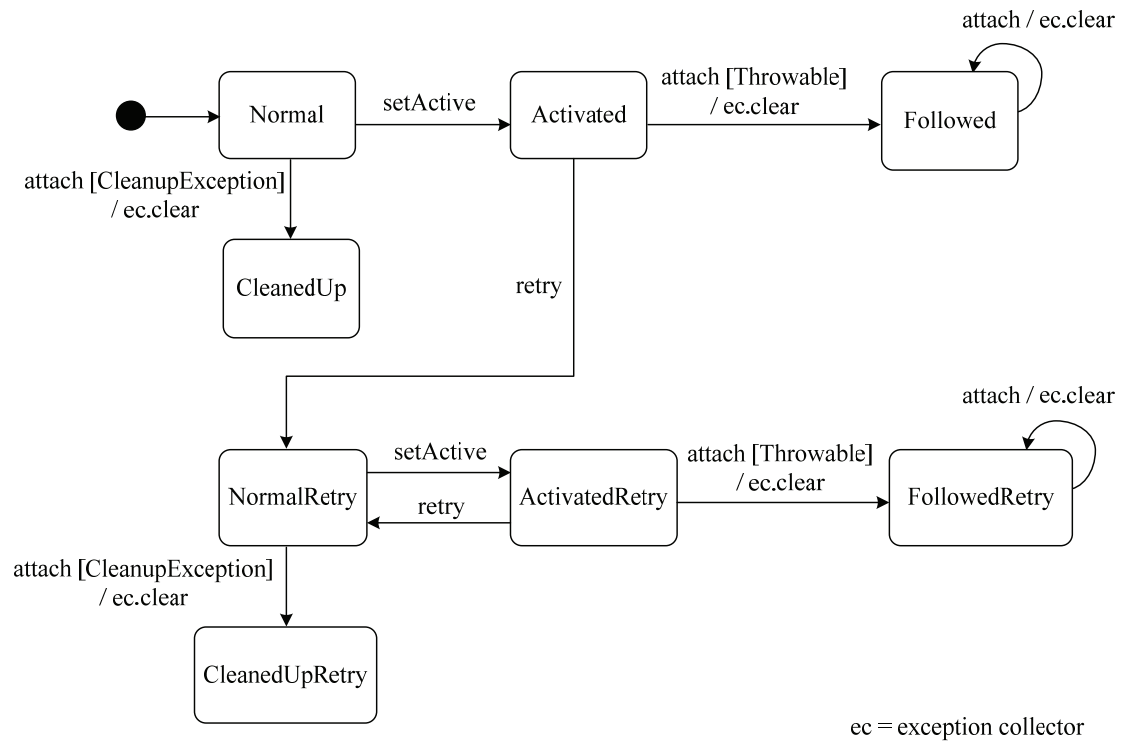 attach / ec.clear
Normal
setActive
Activated
attach [Throwable]
/ ec.clear
Followed
attach [CleanupException]
/ ec.clear
CleanedUp
retry
attach / ec.clear
NormalRetry
setActive
retry
ActivatedRetry
attach [Throwable]
/ ec.clear
FollowedRetry
attach [CleanupException]
/ ec.clear
CleanedUpRetry
ec = exception collector